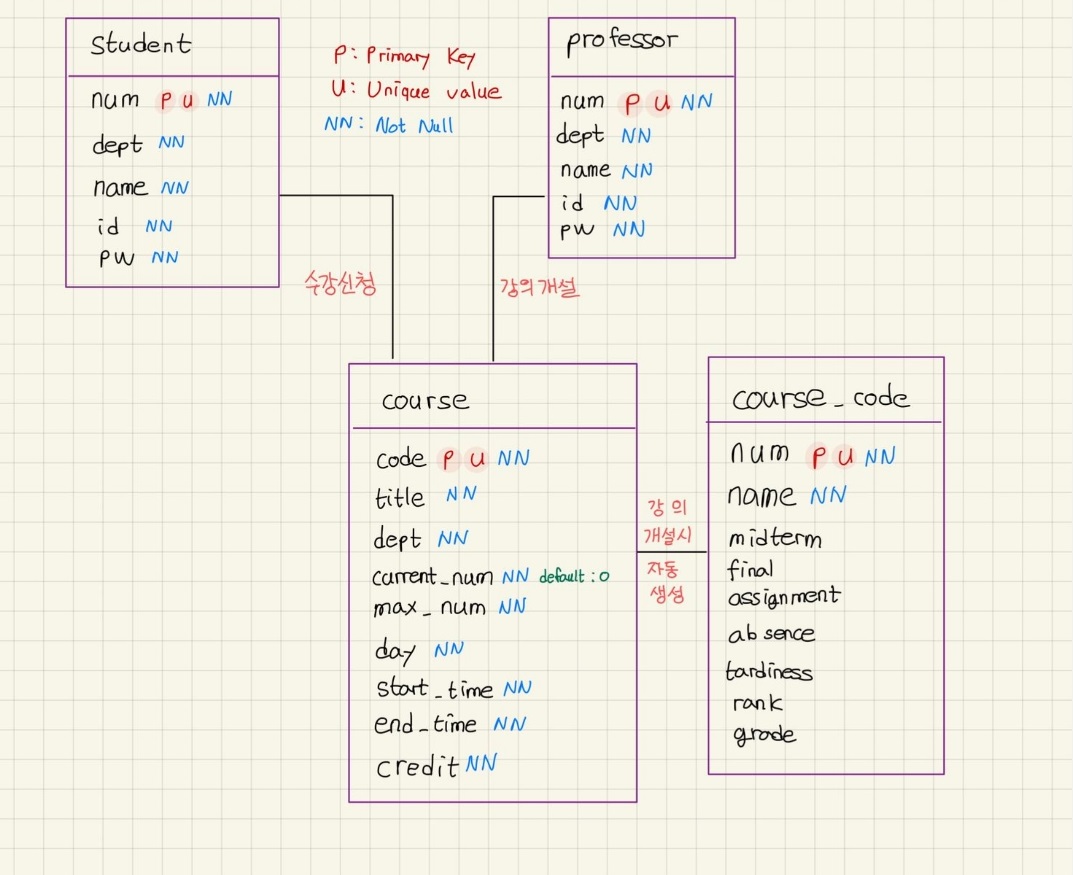 student
num P U NN
dept NN
name NN
id NN
pw NN
P: Primary Key
U: Unique value
NN: Not Null
professor
num P U NN
dept NN
name NN
id NN
pw NN
수강신청
강의개설
course
code P U NN
title NN
dept NN
current_num NN default : 0
max_num NN
day NN
start_time NN
end_time NN
credit NN
강의
개설시
자동
생성
course_code
num P U NN
name NN
midterm
final
assignment
absence
tardiness
rank
grade